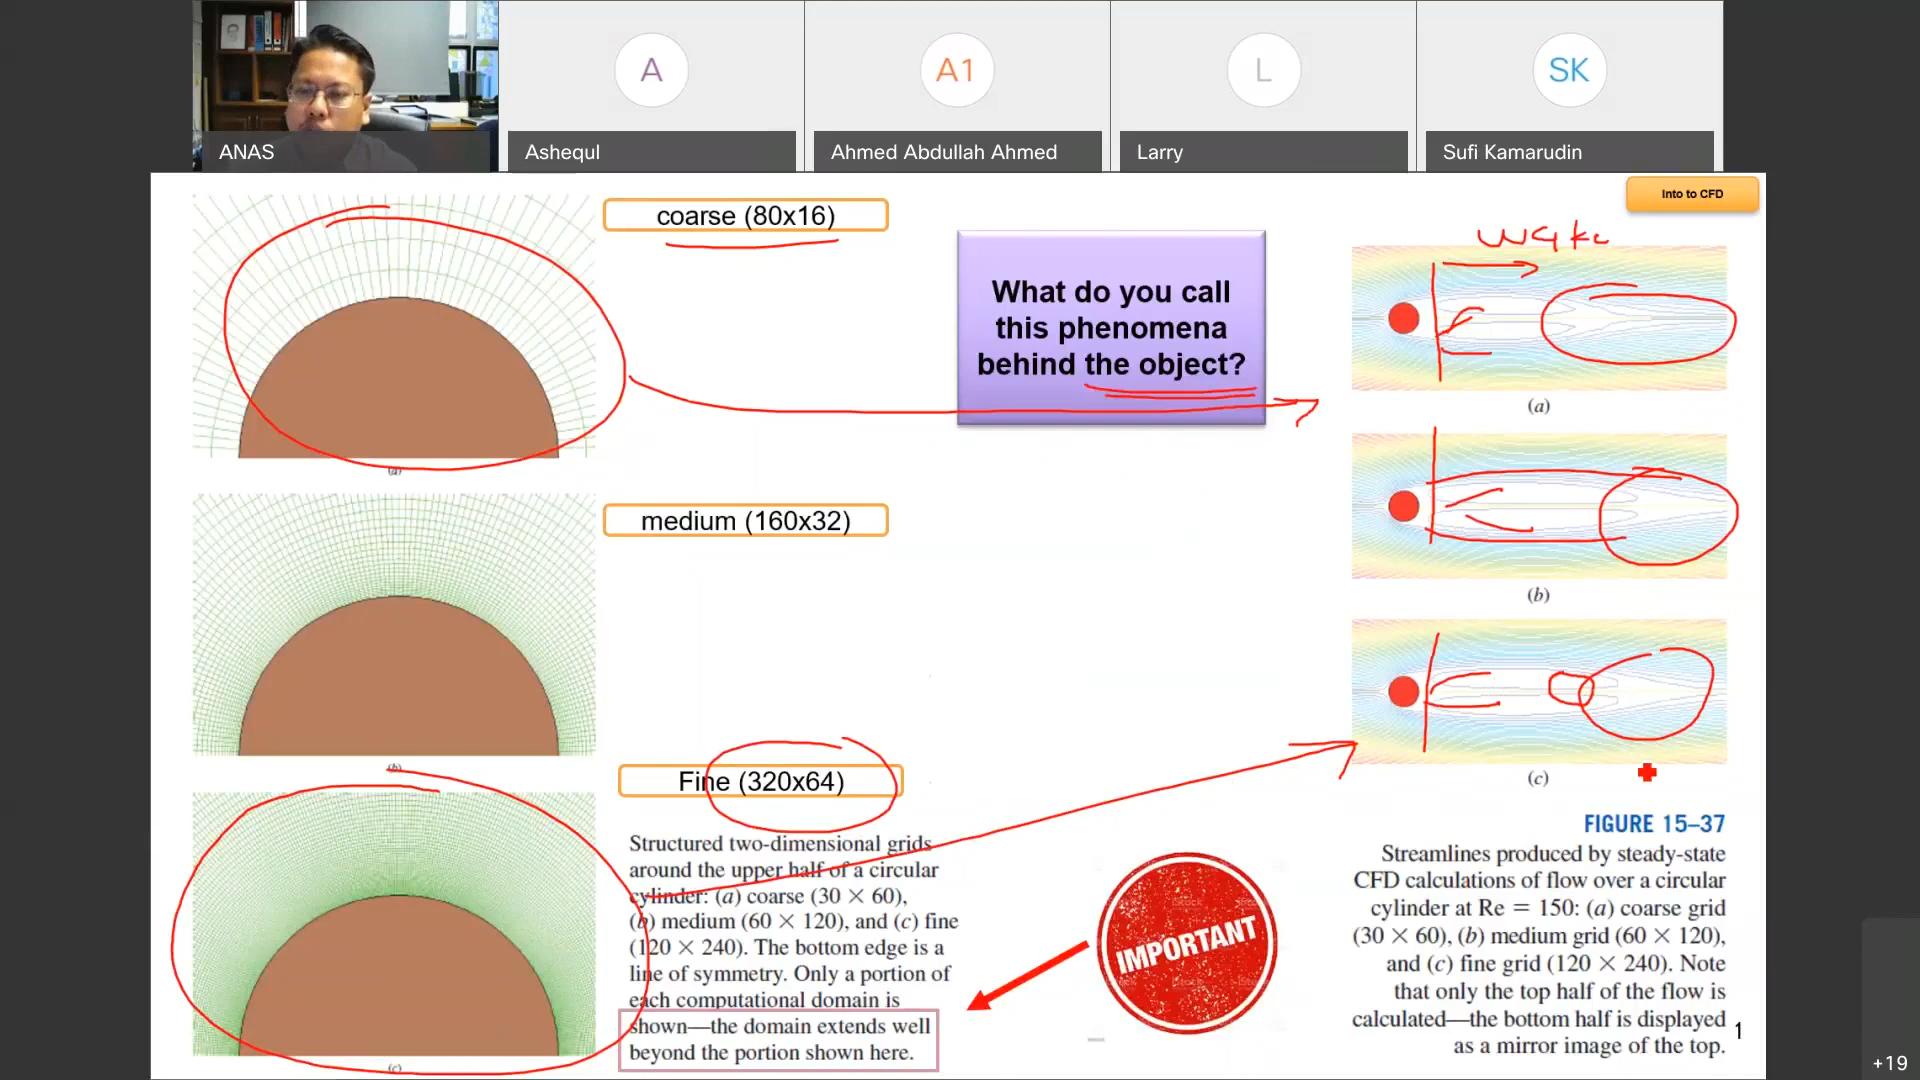 A
A1
L
SK
ANAS
Ashequl
Ahmed Abdullah Ahmed
Larry
Sufi Kamarudin
Into to CFD
coarse (80x16)
What do you call
this phenomena
behind the object?
wake
(a)
(a)
medium (160x32)
(b)
(b)
Fine (320x64)
(c)
Structured two-dimensional grids
around the upper half of a circular
cylinder: (a) coarse (30 × 60),
(b) medium (60 × 120), and (c) fine
(120 × 240). The bottom edge is a
line of symmetry. Only a portion of
each computational domain is
shown—the domain extends well
beyond the portion shown here.
(c)
IMPORTANT
FIGURE 15–37
Streamlines produced by steady-state
CFD calculations of flow over a circular
cylinder at Re = 150: (a) coarse grid
(30 × 60), (b) medium grid (60 × 120),
and (c) fine grid (120 × 240). Note
that only the top half of the flow is
calculated—the bottom half is displayed
as a mirror image of the top.
1
+19